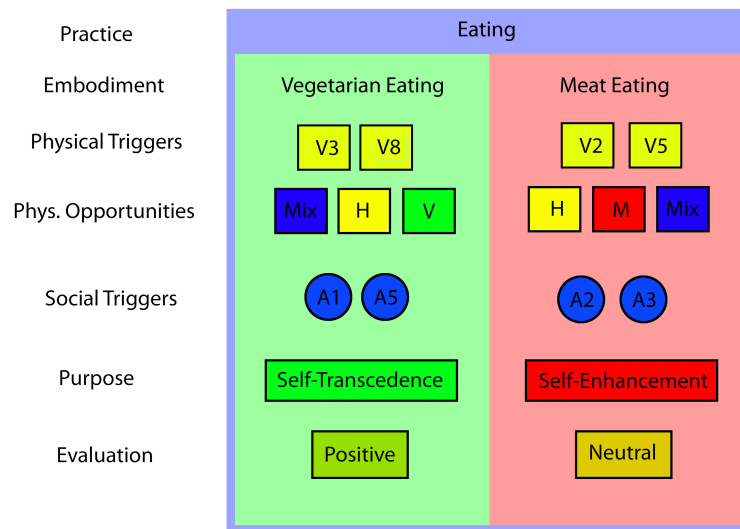 Practice Eating
Embodiment Vegetarian Eating Meat Eating
Physical Triggers V3 V8 V2 V5
Phys. Opportunities Mix H V H M Mix
Social Triggers A1 A5 A2 A3
Purpose Self-Transcedence Self-Enhancement
Evaluation Positive Neutral